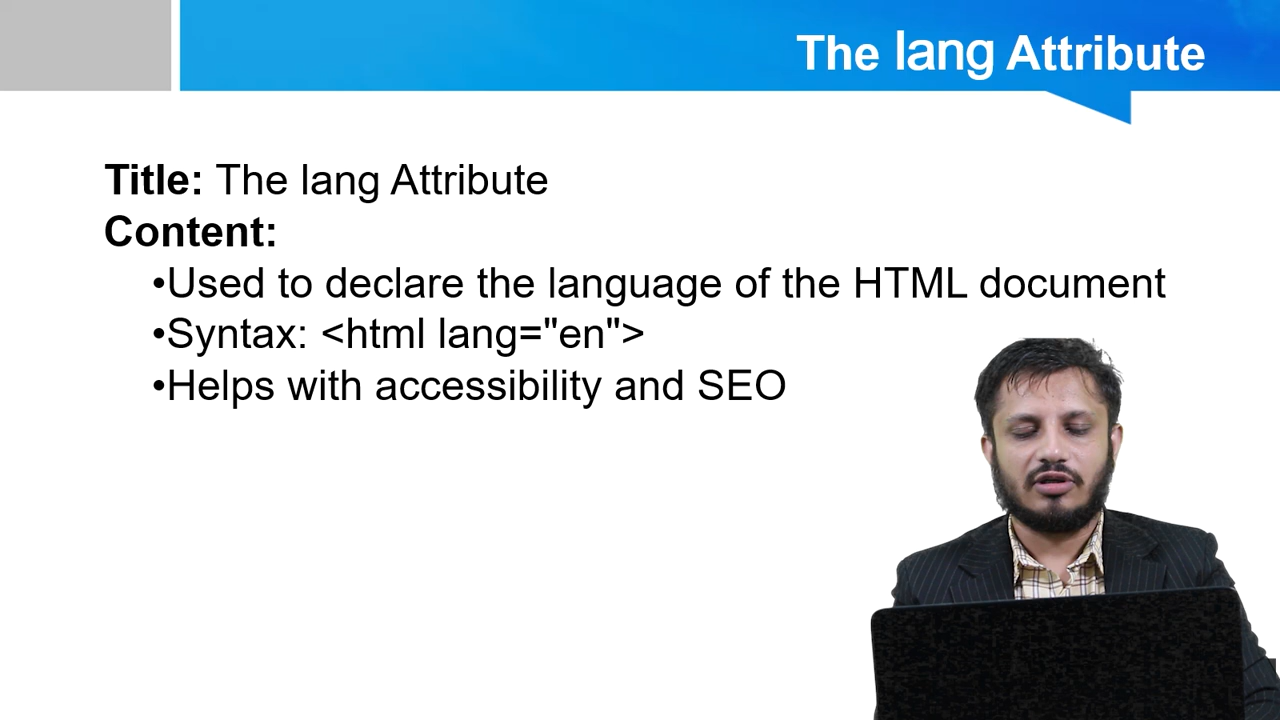 The lang Attribute
Title: The lang Attribute
Content:
•Used to declare the language of the HTML document
•Syntax: <html lang="en">
•Helps with accessibility and SEO